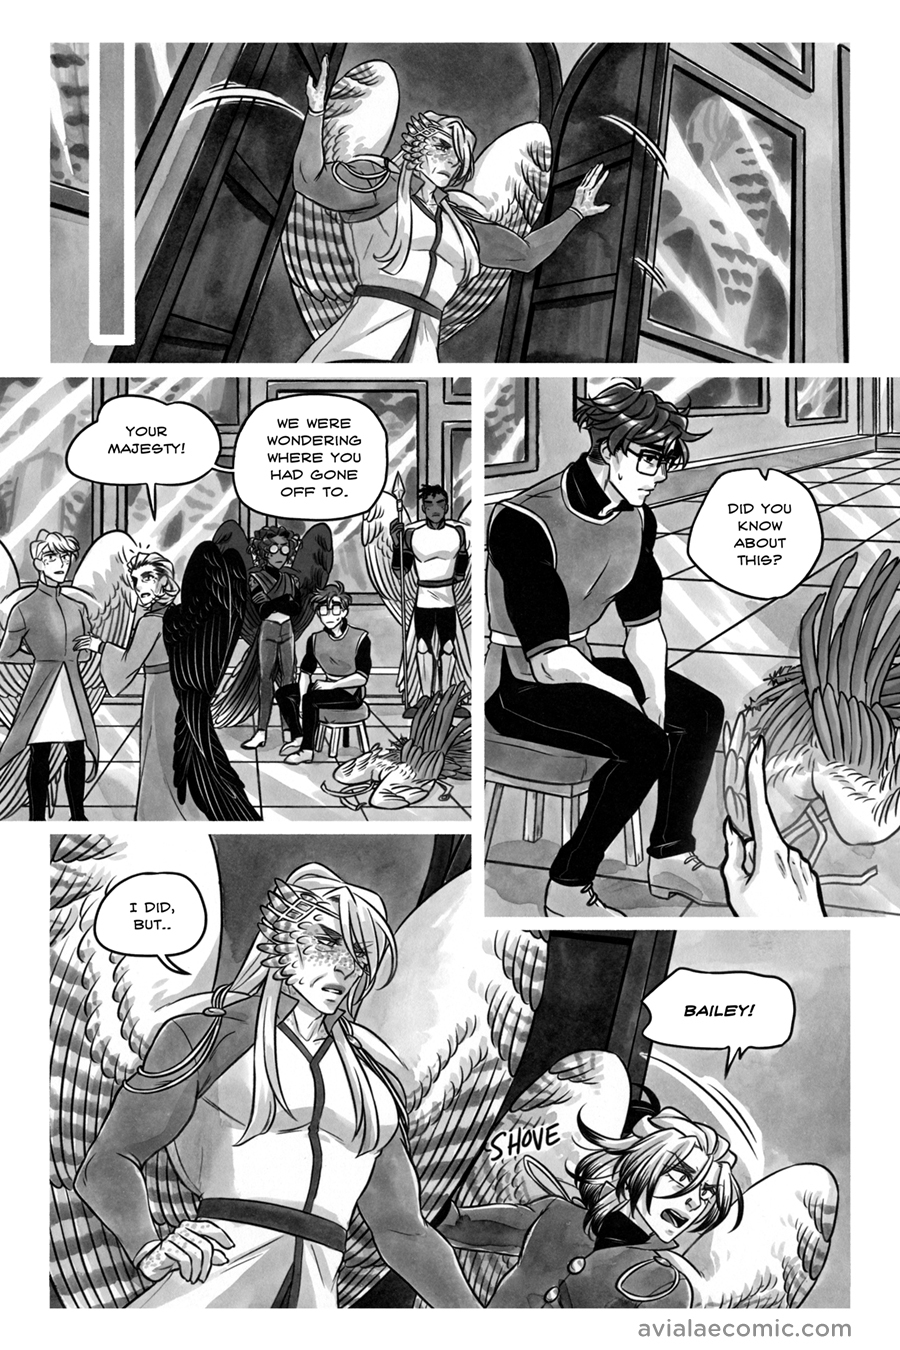 YOUR
MAJESTY!
WE WERE
WONDERING
WHERE YOU
HAD GONE
OFF TO.
DID YOU
KNOW
ABOUT
THIS?
I DID,
BUT..
BAILEY!
SHOVE
avialaecomic.com